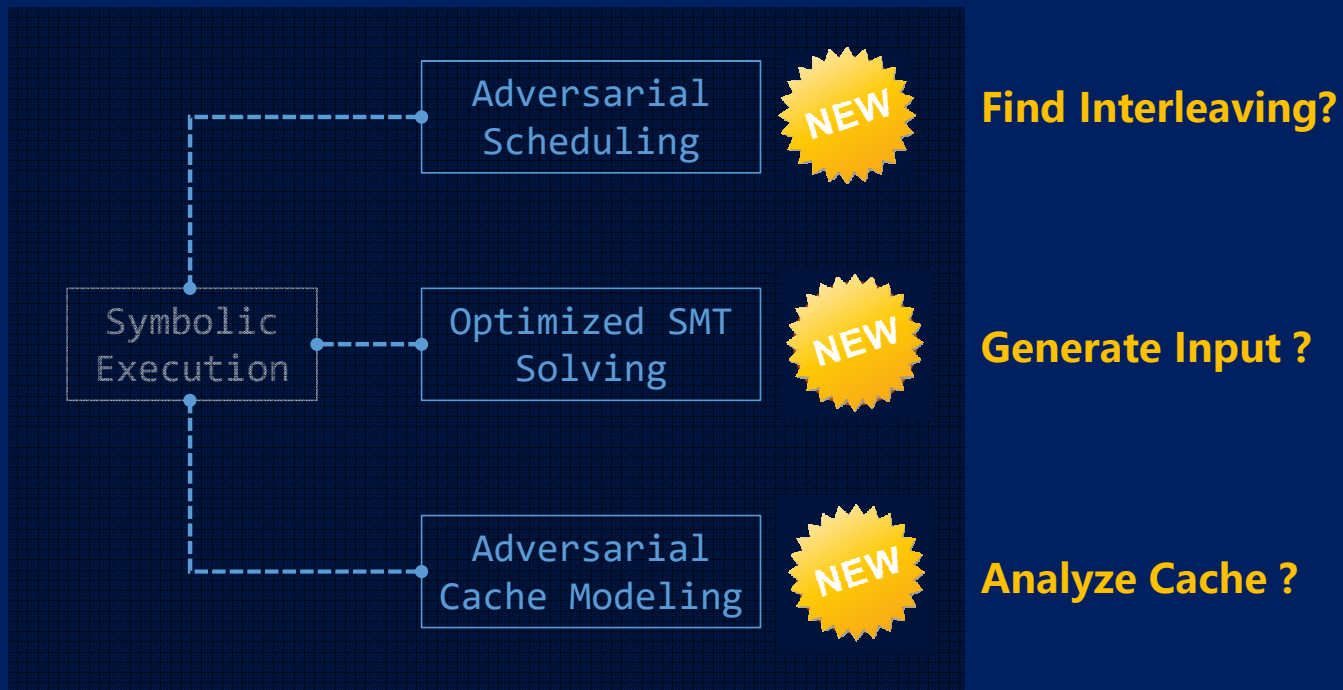 Adversarial
Scheduling
NEW
Find Interleaving?
Symbolic
Execution
Optimized SMT
Solving
NEW
Generate Input ?
Adversarial
Cache Modeling
NEW
Analyze Cache ?